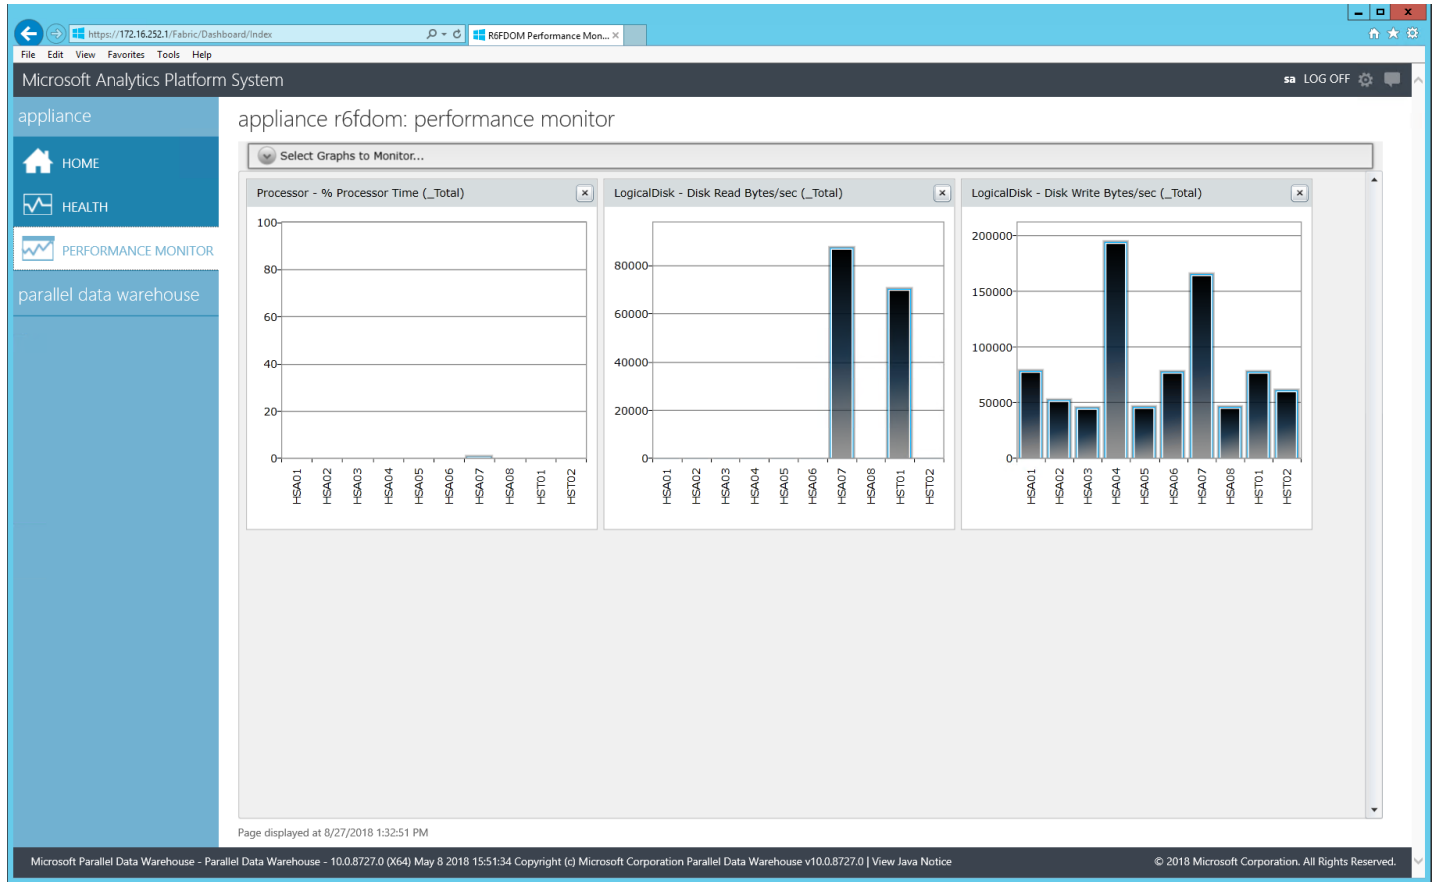 https://172.16.252.1/Fabric/Dashboard/Index
R6FDOM Performance Mon...
File Edit View Favorites Tools Help
Microsoft Analytics Platform System
sa LOG OFF
appliance
HOME
HEALTH
PERFORMANCE MONITOR
parallel data warehouse
appliance r6fdom: performance monitor
Select Graphs to Monitor...
Processor - % Processor Time (_Total)
100
80
60
40
20
0
HSA01 HSA02 HSA03 HSA04 HSA05 HSA06 HSA07 HSA08 HST01 HST02
LogicalDisk - Disk Read Bytes/sec (_Total)
80000
60000
40000
20000
0
HSA01 HSA02 HSA03 HSA04 HSA05 HSA06 HSA07 HSA08 HST01 HST02
LogicalDisk - Disk Write Bytes/sec (_Total)
200000
150000
100000
50000
0
HSA01 HSA02 HSA03 HSA04 HSA05 HSA06 HSA07 HSA08 HST01 HST02
Page displayed at 8/27/2018 1:32:51 PM
Microsoft Parallel Data Warehouse - Parallel Data Warehouse - 10.0.8727.0 (X64) May 8 2018 15:51:34 Copyright (c) Microsoft Corporation Parallel Data Warehouse v10.0.8727.0 | View Java Notice
© 2018 Microsoft Corporation. All Rights Reserved.